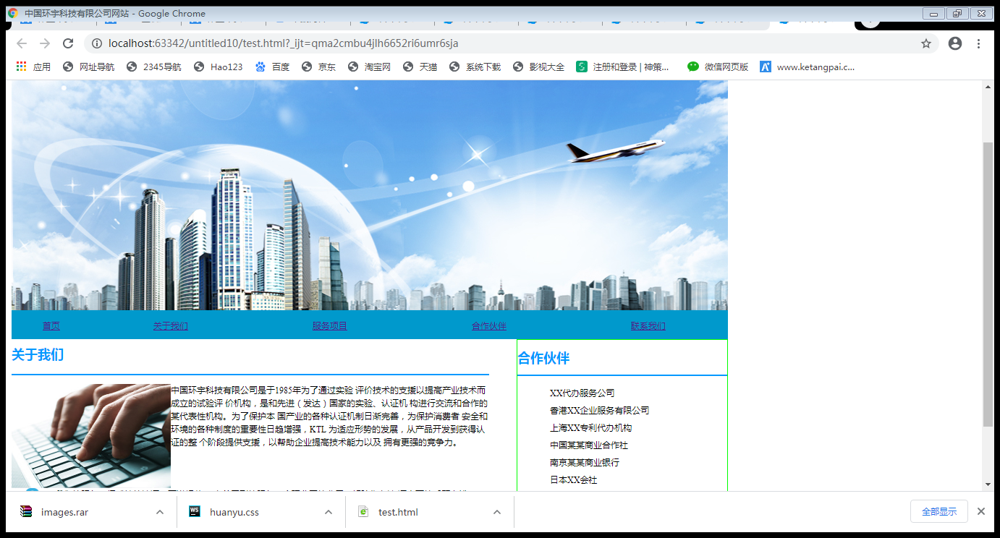 中国环宇科技有限公司网站 - Google Chrome
localhost:63342/untitled10/test.html?_ijt=qma2cmbu4jlh6652ri6umr6sja
应用 网址导航 2345导航 Hao123 百度 京东 淘宝网 天猫 系统下载 影视大全 注册和登录 | 神策... 微信网页版 www.ketangpai.c...
首页 关于我们 服务项目 合作伙伴 联系我们
关于我们
中国环宇科技有限公司是于1985年为了通过实验 评价技术的支援以提高产业技术而
成立的试验评 价机构，是和先进（发达）国家的实验、认证机 构进行交流和合作的
某代表性机构。为了保护本 国产业的各种认证机制日渐完善，为保护消费者 安全和
环境的各种制度的重要性日趋增强，KTL 为适应形势的发展，从产品开发到获得认
证的整 个阶段提供支援，以帮助企业提高技术能力以及 拥有更强的竞争力。
合作伙伴
XX代办服务公司
香港XX企业服务有限公司
上海XX专利代办机构
中国某某商业合作社
南京某某商业银行
日本XX会社
images.rar
WS
huanyu.css
test.html
全部显示